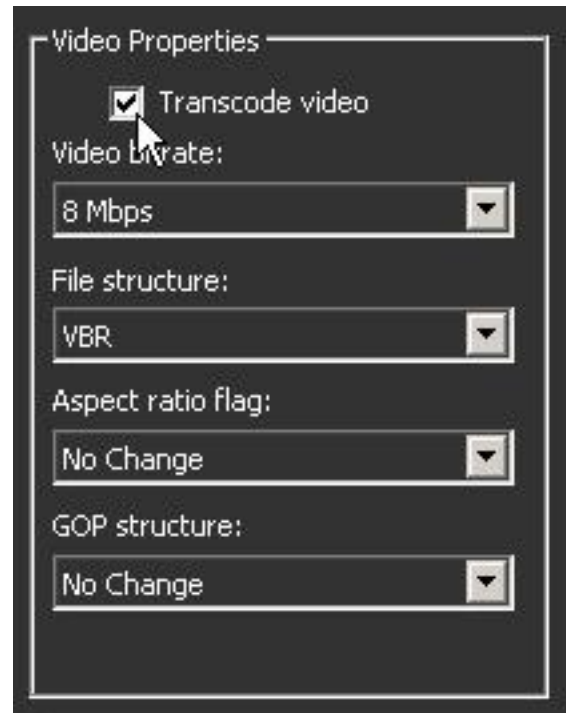 Video Properties
Transcode video
Video bitrate:
8 Mbps
File structure:
VBR
Aspect ratio flag:
No Change
GOP structure:
No Change